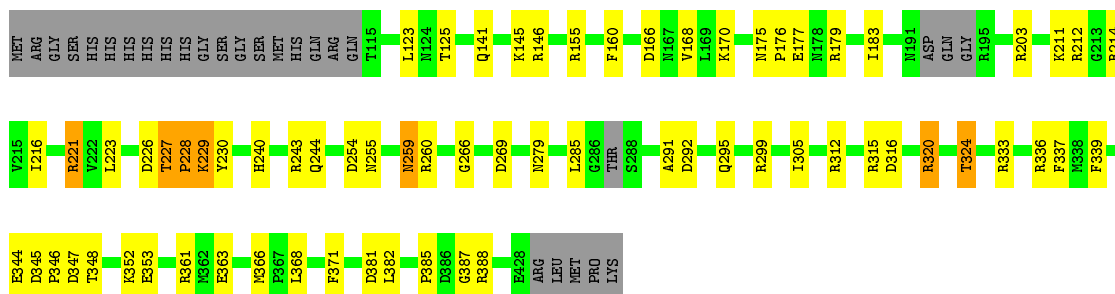 MET ARG GLY SER HIS HIS HIS HIS HIS HIS GLY SER GLY SER MET HIS GLN ARG GLN T115 L123 N124 T125 Q141 K145 R146 R155 F160 D166 N167 V168 L169 K170 N175 P176 E177 N178 R179 I183 N191 ASP GLN GLY R195 R203 K211 R212 G213
V215 I216 R221 V222 L223 D226 T227 P228 K229 Y230 H240 R243 Q244 D254 N255 N259 R260 G266 D269 N279 L285 G286 THR S288 A291 D292 Q295 R299 I305 R312 R315 D316 R320 T324 R333 R336 F337 M338 F339
E344 D345 P346 D347 T348 K352 E353 R361 M362 E363 M366 P367 L368 F371 D381 L382 P385 D386 G387 R388 E428 ARG LEU MET PRO LYS